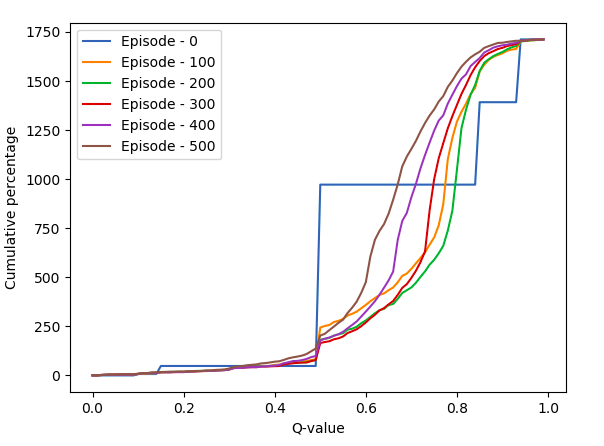 1750
1500
1250
1000
750
500
250
0
Cumulative percentage
Episode - 0
Episode - 100
Episode - 200
Episode - 300
Episode - 400
Episode - 500
0.0 0.2 0.4 0.6 0.8 1.0
Q-value